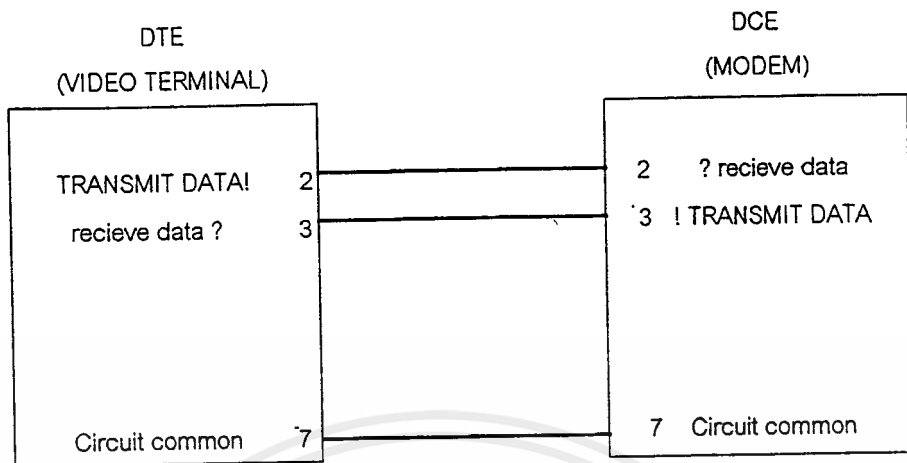 DTE
(VIDEO TERMINAL)
DCE
(MODEM)
TRANSMIT DATA! 2
recieve data ? 3
2 ? recieve data
3 ! TRANSMIT DATA
Circuit common 7
7 Circuit common